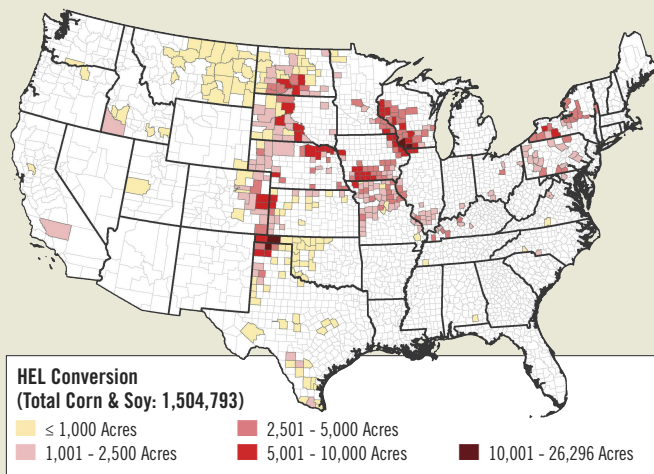 HEL Conversion
(Total Corn & Soy: 1,504,793)
≤ 1,000 Acres
2,501 - 5,000 Acres
1,001 - 2,500 Acres
5,001 - 10,000 Acres
10,001 - 26,296 Acres